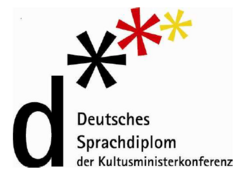 d
Deutsches
Sprachdiplom
der Kultusministerkonferenz